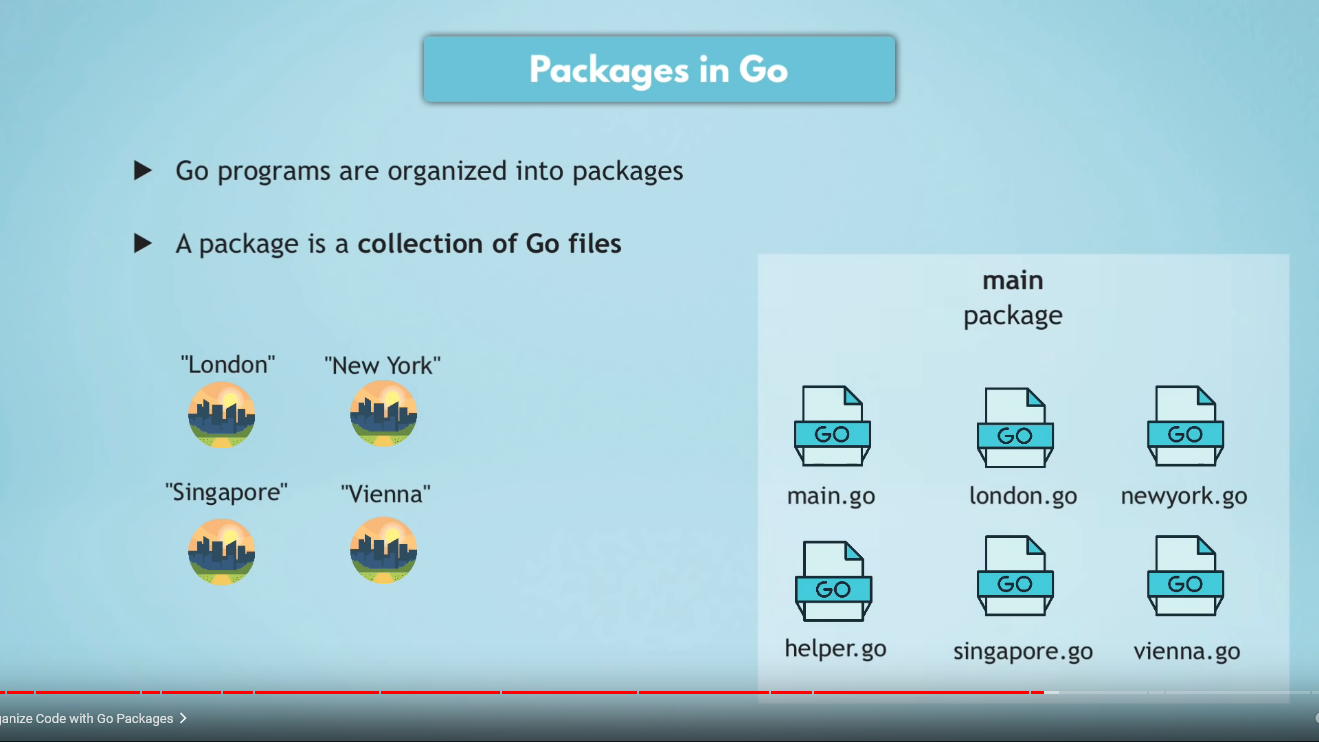 Packages in Go
Go programs are organized into packages
A package is a collection of Go files
main
package
"London"
"New York"
GO
GO
GO
main.go
london.go
newyork.go
"Singapore"
"Vienna"
GO
GO
GO
helper.go
singapore.go
vienna.go
ganize Code with Go Packages